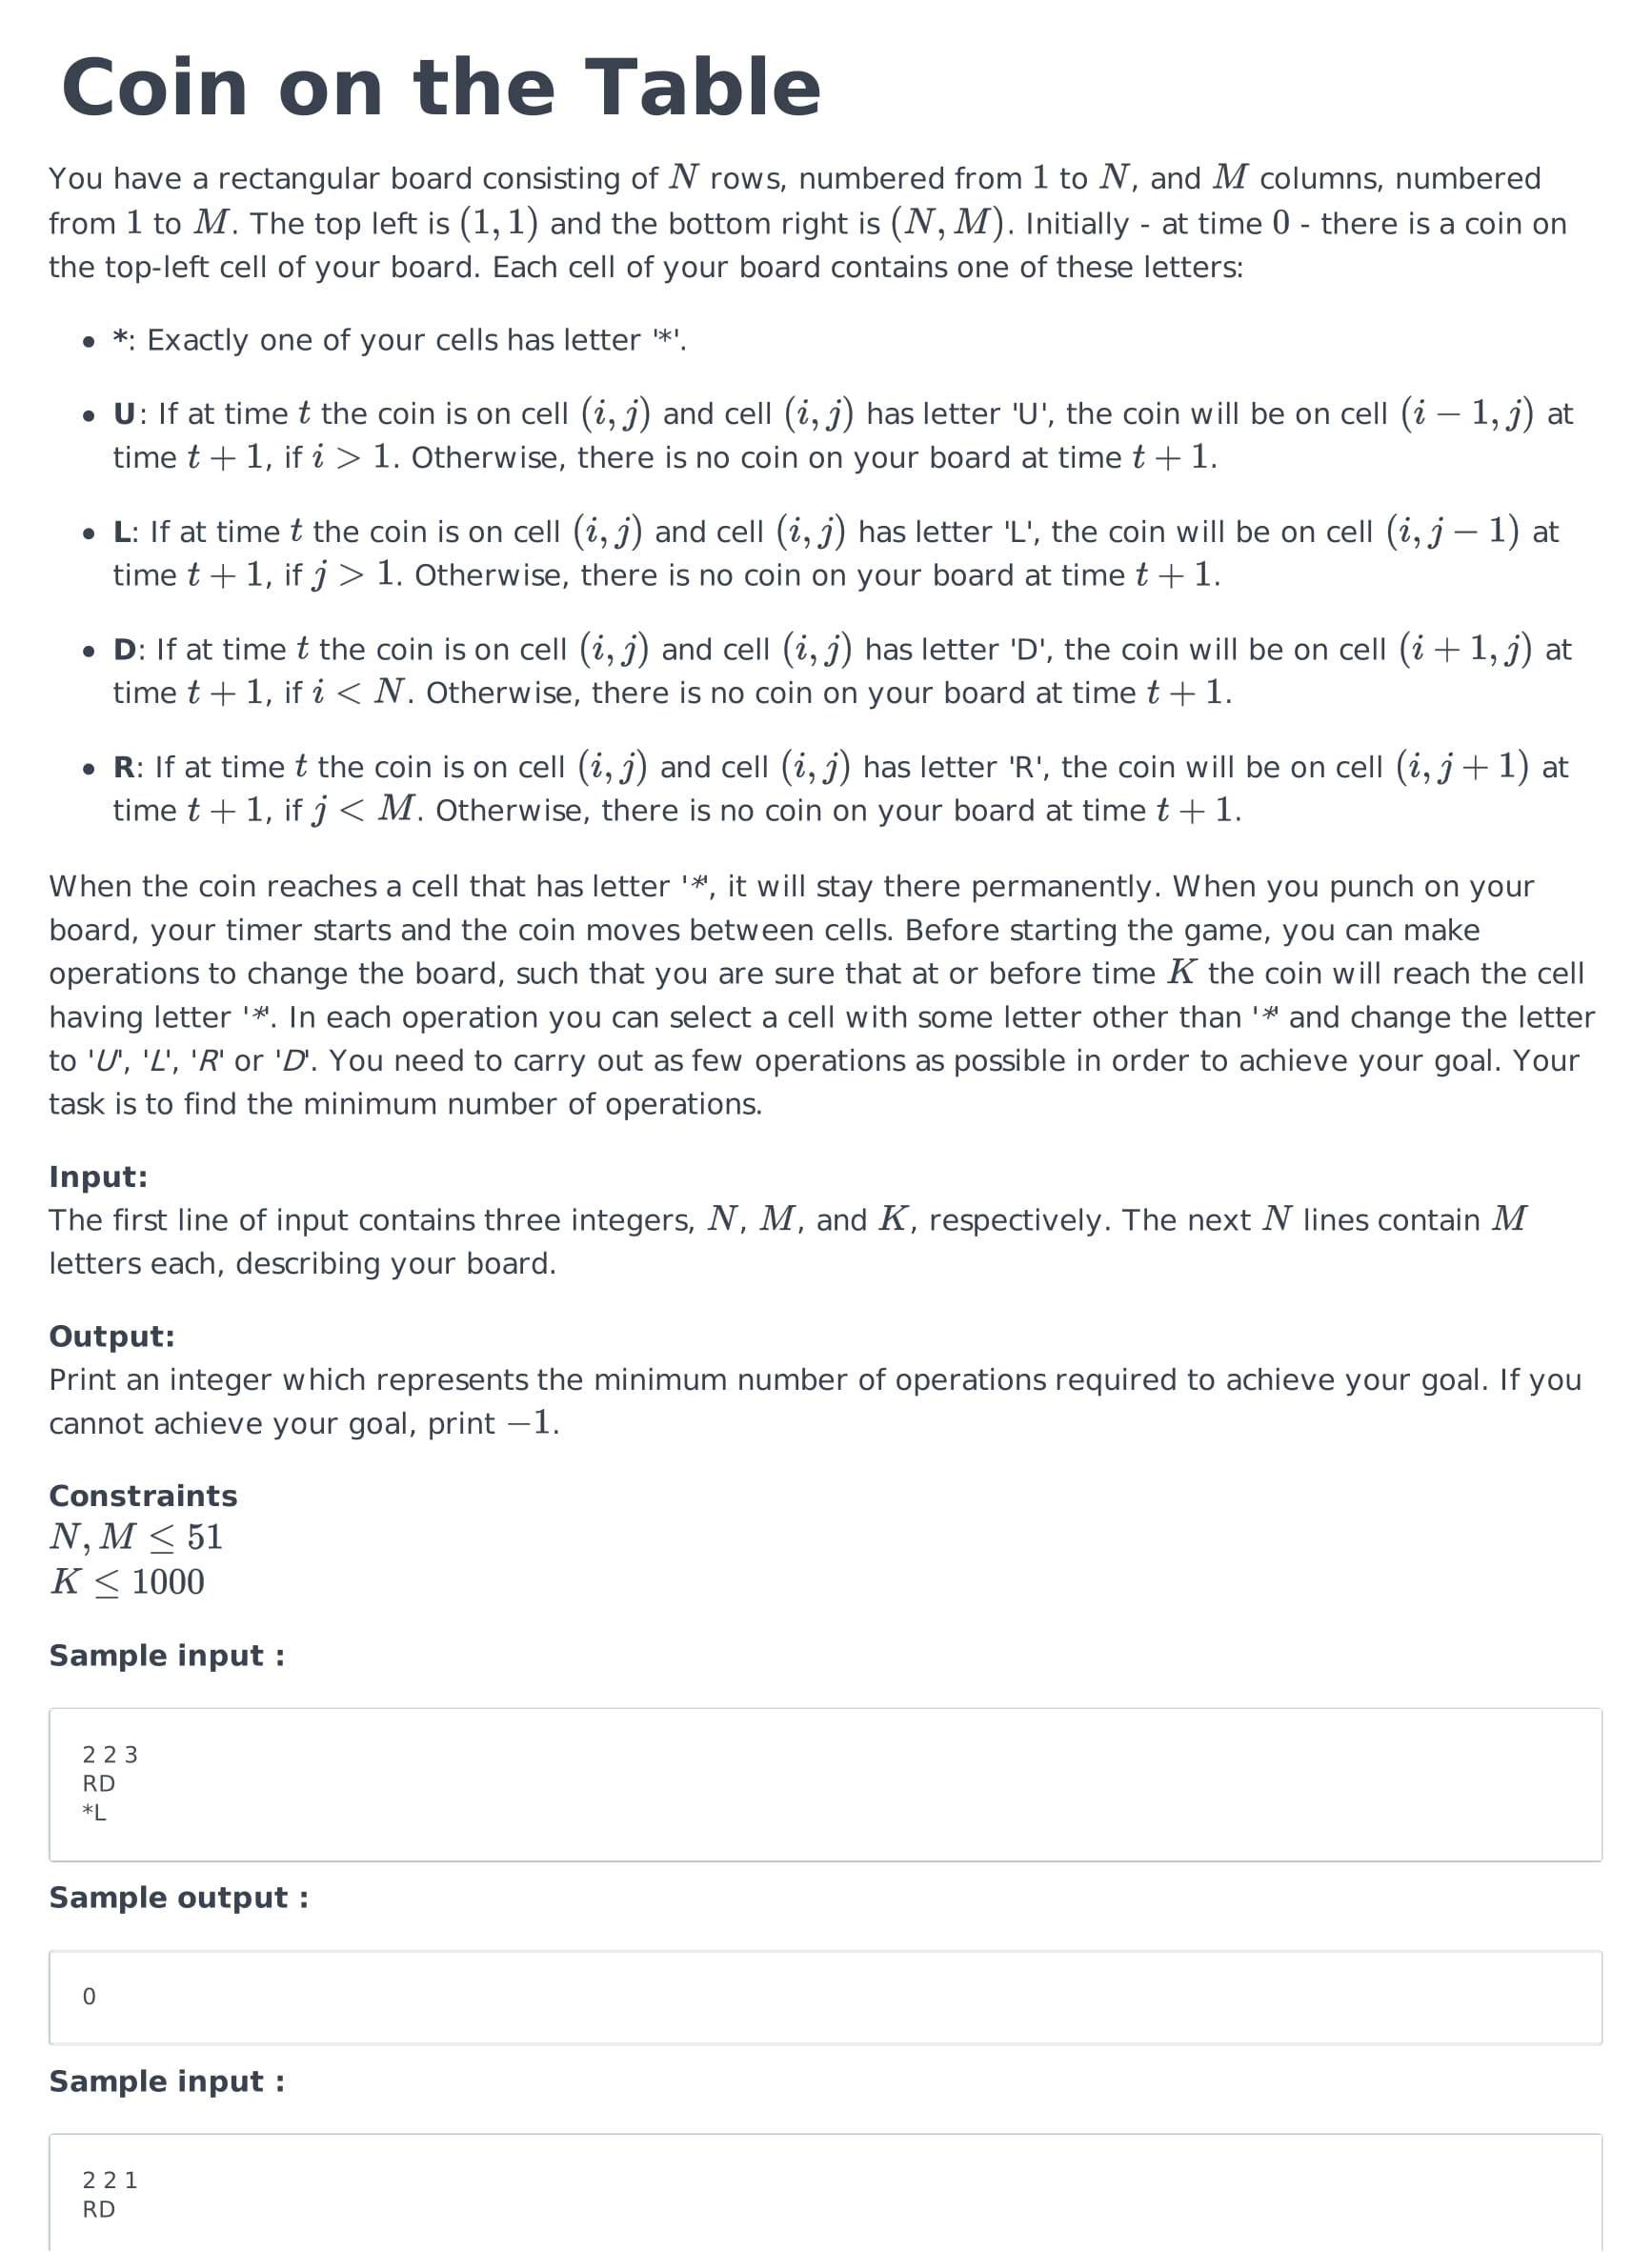 Coin on the Table
You have a rectangular board consisting of N rows, numbered from 1 to N, and M columns, numbered
from 1 to M. The top left is (1, 1) and the bottom right is (N, M). Initially - at time 0 - there is a coin on
the top-left cell of your board. Each cell of your board contains one of these letters:
• *: Exactly one of your cells has letter '*'.
• U: If at time t the coin is on cell (i, j) and cell (i, j) has letter 'U', the coin will be on cell (i − 1, j) at
time t + 1, if i > 1. Otherwise, there is no coin on your board at time t + 1.
• L: If at time t the coin is on cell (i, j) and cell (i, j) has letter 'L', the coin will be on cell (i, j − 1) at
time t + 1, if j > 1. Otherwise, there is no coin on your board at time t + 1.
• D: If at time t the coin is on cell (i, j) and cell (i, j) has letter 'D', the coin will be on cell (i + 1, j) at
time t + 1, if i < N. Otherwise, there is no coin on your board at time t + 1.
• R: If at time t the coin is on cell (i, j) and cell (i, j) has letter 'R', the coin will be on cell (i, j + 1) at
time t + 1, if j < M. Otherwise, there is no coin on your board at time t + 1.
When the coin reaches a cell that has letter '*', it will stay there permanently. When you punch on your
board, your timer starts and the coin moves between cells. Before starting the game, you can make
operations to change the board, such that you are sure that at or before time K the coin will reach the cell
having letter '*'. In each operation you can select a cell with some letter other than '*' and change the letter
to 'U', 'L', 'R' or 'D'. You need to carry out as few operations as possible in order to achieve your goal. Your
task is to find the minimum number of operations.
Input:
The first line of input contains three integers, N, M, and K, respectively. The next N lines contain M
letters each, describing your board.
Output:
Print an integer which represents the minimum number of operations required to achieve your goal. If you
cannot achieve your goal, print −1.
Constraints
N, M ≤ 51
K ≤ 1000
Sample input :
2 2 3
RD
*L
Sample output :
0
Sample input :
2 2 1
RD